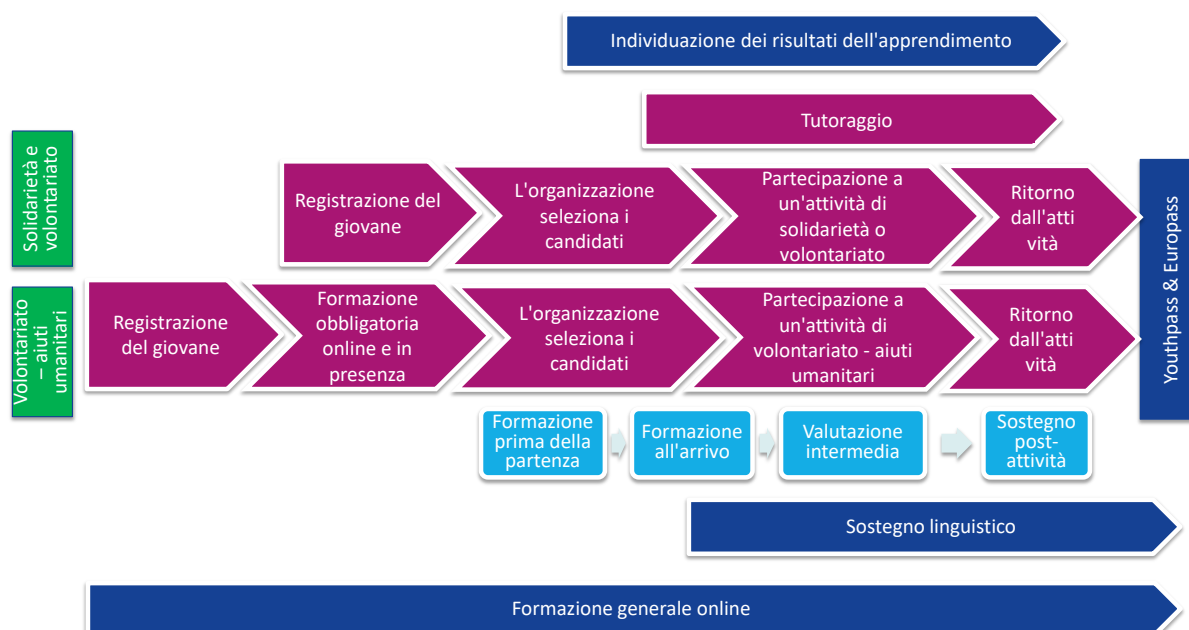 Individuazione dei risultati dell'apprendimento
Tutoraggio
Solidarietà e
volontariato
Registrazione del
giovane
L'organizzazione
seleziona i
candidati
Partecipazione a
un'attività di
solidarietà o
volontariato
Ritorno
dall'atti
vità
Youthpass & Europass
Volontariato
– aiuti
umanitari
Registrazione
del giovane
Formazione
obbligatoria
online e in
presenza
L'organizzazione
seleziona i
candidati
Partecipazione a
un'attività di
volontariato - aiuti
umanitari
Ritorno
dall'atti
vità
Formazione
prima della
partenza
Formazione
all'arrivo
Valutazione
intermedia
Sostegno
post-
attività
Sostegno linguistico
Formazione generale online